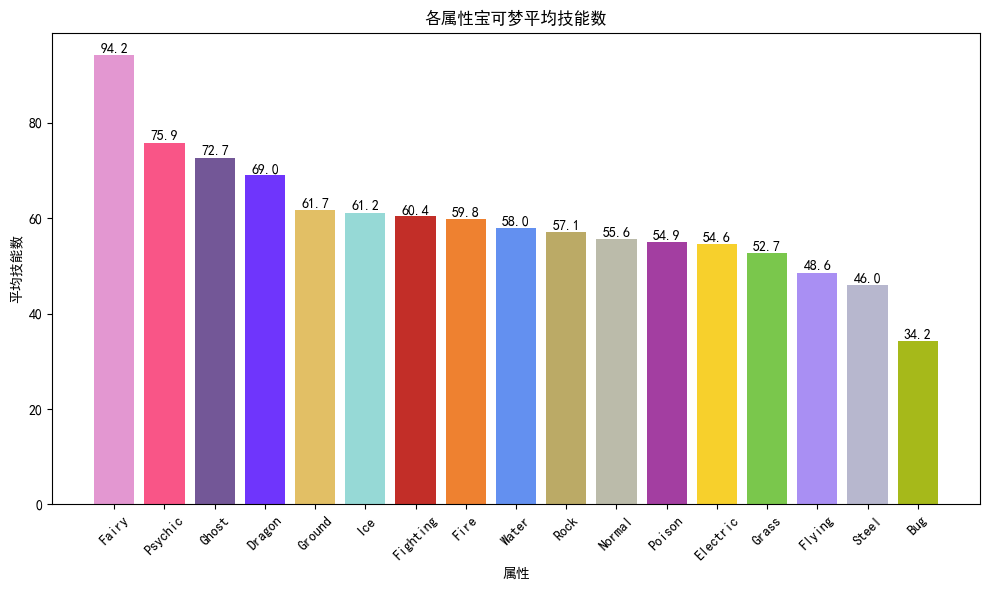 各属性宝可梦平均技能数
平均技能数
80
60
40
20
0
94.2
75.9
72.7
69.0
61.7
61.2
60.4
59.8
58.0
57.1
55.6
54.9
54.6
52.7
48.6
46.0
34.2
Fairy
Psychic
Ghost
Dragon
Ground
Ice
Fighting
Fire
Water
Rock
Normal
Poison
Electric
Grass
Flying
Steel
Bug
属性